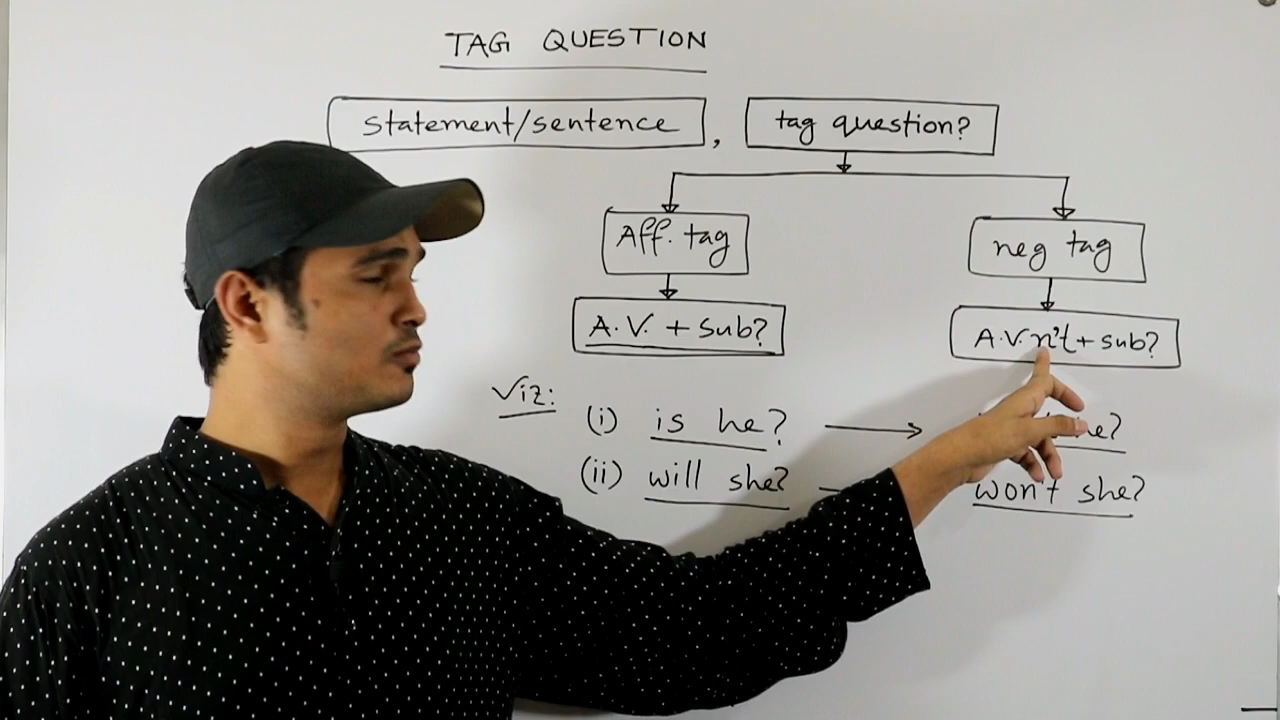 TAG QUESTION
statement/sentence , tag question?
Aff. tag neg tag
A.V. + sub? A.V. n't + sub?
Viz:
(i) is he? → he?
(ii) will she? won't she?